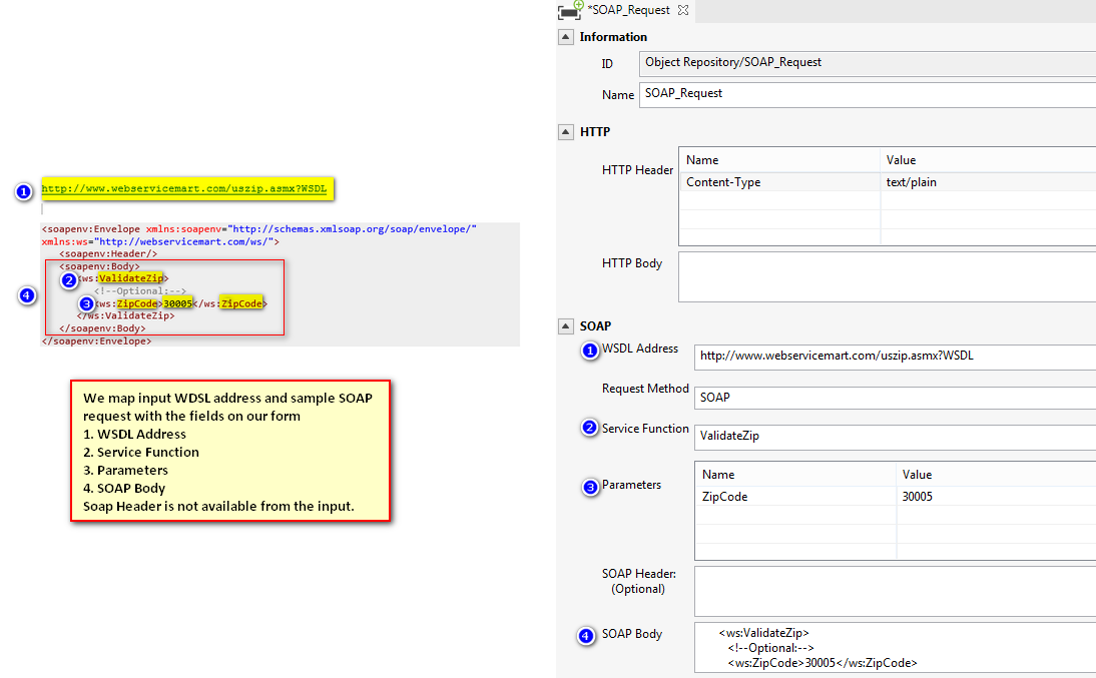 1 http://www.webservicemart.com/uszip.asmx?WSDL
<soapenv:Envelope xmlns:soapenv="http://schemas.xmlsoap.org/soap/envelope/"
xmlns:ws="http://webservicemart.com/ws/">
<soapenv:Header/>
<soapenv:Body>
2 <ws:ValidateZip>
<!--Optional:-->
4
3 <ws:ZipCode>30005</ws:ZipCode>
</ws:ValidateZip>
</soapenv:Body>
</soapenv:Envelope>
We map input WDSL address and sample SOAP
request with the fields on our form
1. WSDL Address
2. Service Function
3. Parameters
4. SOAP Body
Soap Header is not available from the input.
*SOAP_Request
Information
ID Object Repository/SOAP_Request
Name SOAP_Request
HTTP
HTTP Header
Name Value
Content-Type text/plain
HTTP Body
SOAP
1 WSDL Address http://www.webservicemart.com/uszip.asmx?WSDL
Request Method SOAP
2 Service Function ValidateZip
3 Parameters
Name Value
ZipCode 30005
SOAP Header:
(Optional)
4 SOAP Body
<ws:ValidateZip>
<!--Optional:-->
<ws:ZipCode>30005</ws:ZipCode>